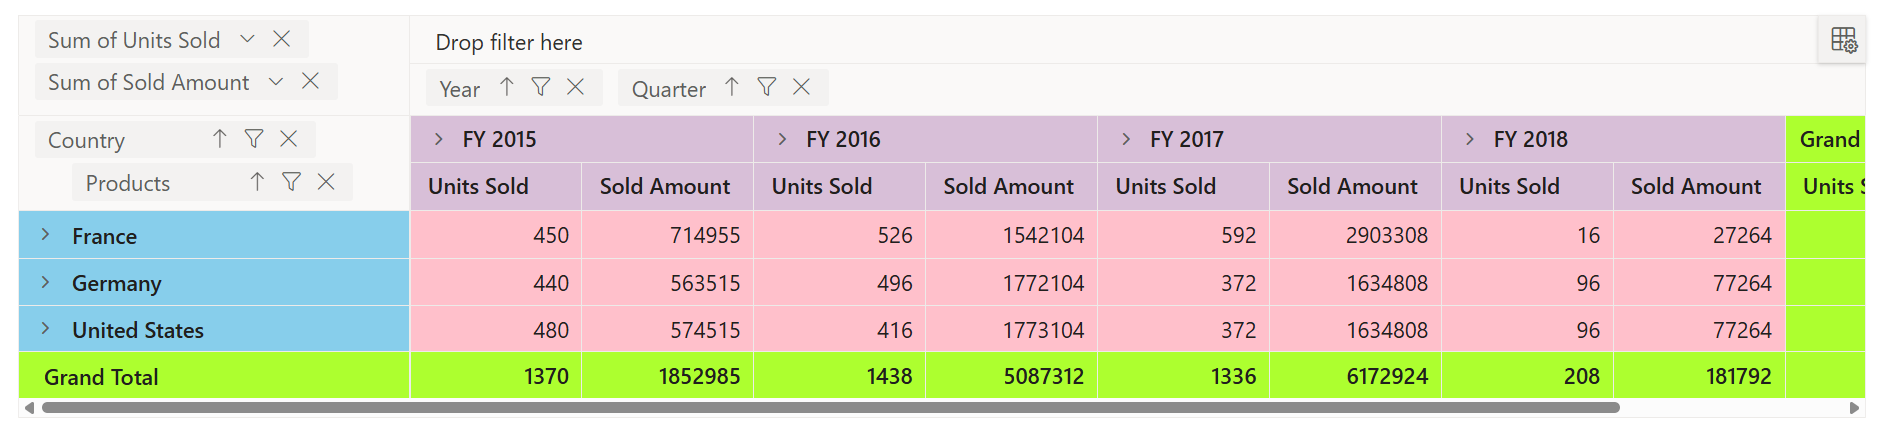 Sum of Units Sold
Sum of Sold Amount
Drop filter here
Year Quarter
Country
Products
FY 2015 FY 2016 FY 2017 FY 2018 Grand
Units Sold Sold Amount Units Sold Sold Amount Units Sold Sold Amount Units Sold Sold Amount Units
France 450 714955 526 1542104 592 2903308 16 27264
Germany 440 563515 496 1772104 372 1634808 96 77264
United States 480 574515 416 1773104 372 1634808 96 77264
Grand Total 1370 1852985 1438 5087312 1336 6172924 208 181792